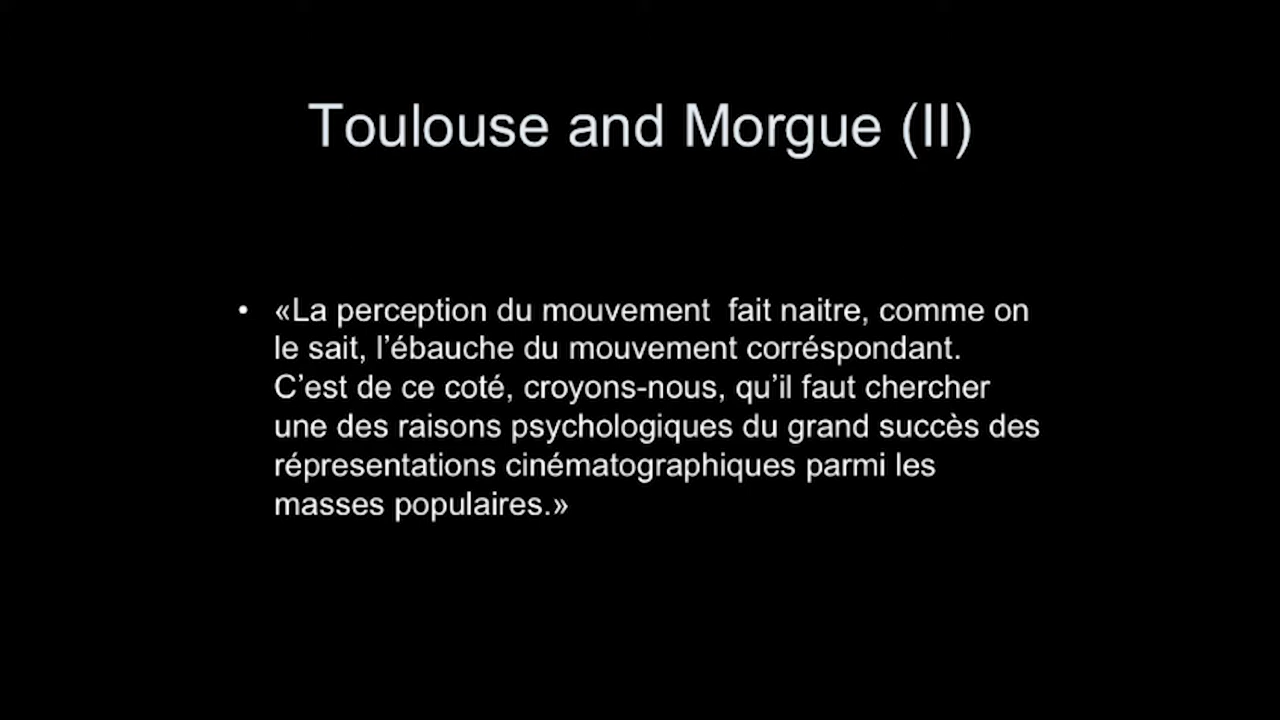 Toulouse and Morgue (II)
• «La perception du mouvement  fait naitre, comme on
le sait, l’ébauche du mouvement corréspondant.
C’est de ce coté, croyons-nous, qu’il faut chercher
une des raisons psychologiques du grand succès des
répresentations cinématographiques parmi les
masses populaires.»